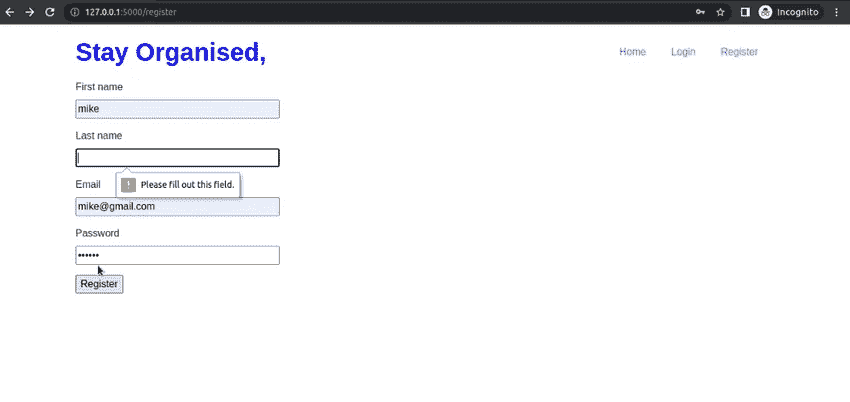 127.0.0.1:5000/register
Incognito
Stay Organised,
Home
Login
Register
First name
mike
Last name
Please fill out this field.
Email
mike@gmail.com
Password
••••••
Register